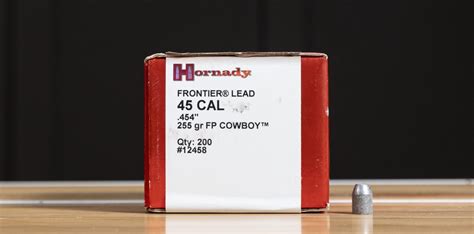 Hornady
FRONTIER® LEAD
45 CAL
.454"
255 gr FP COWBOY™
Qty: 200
#12458